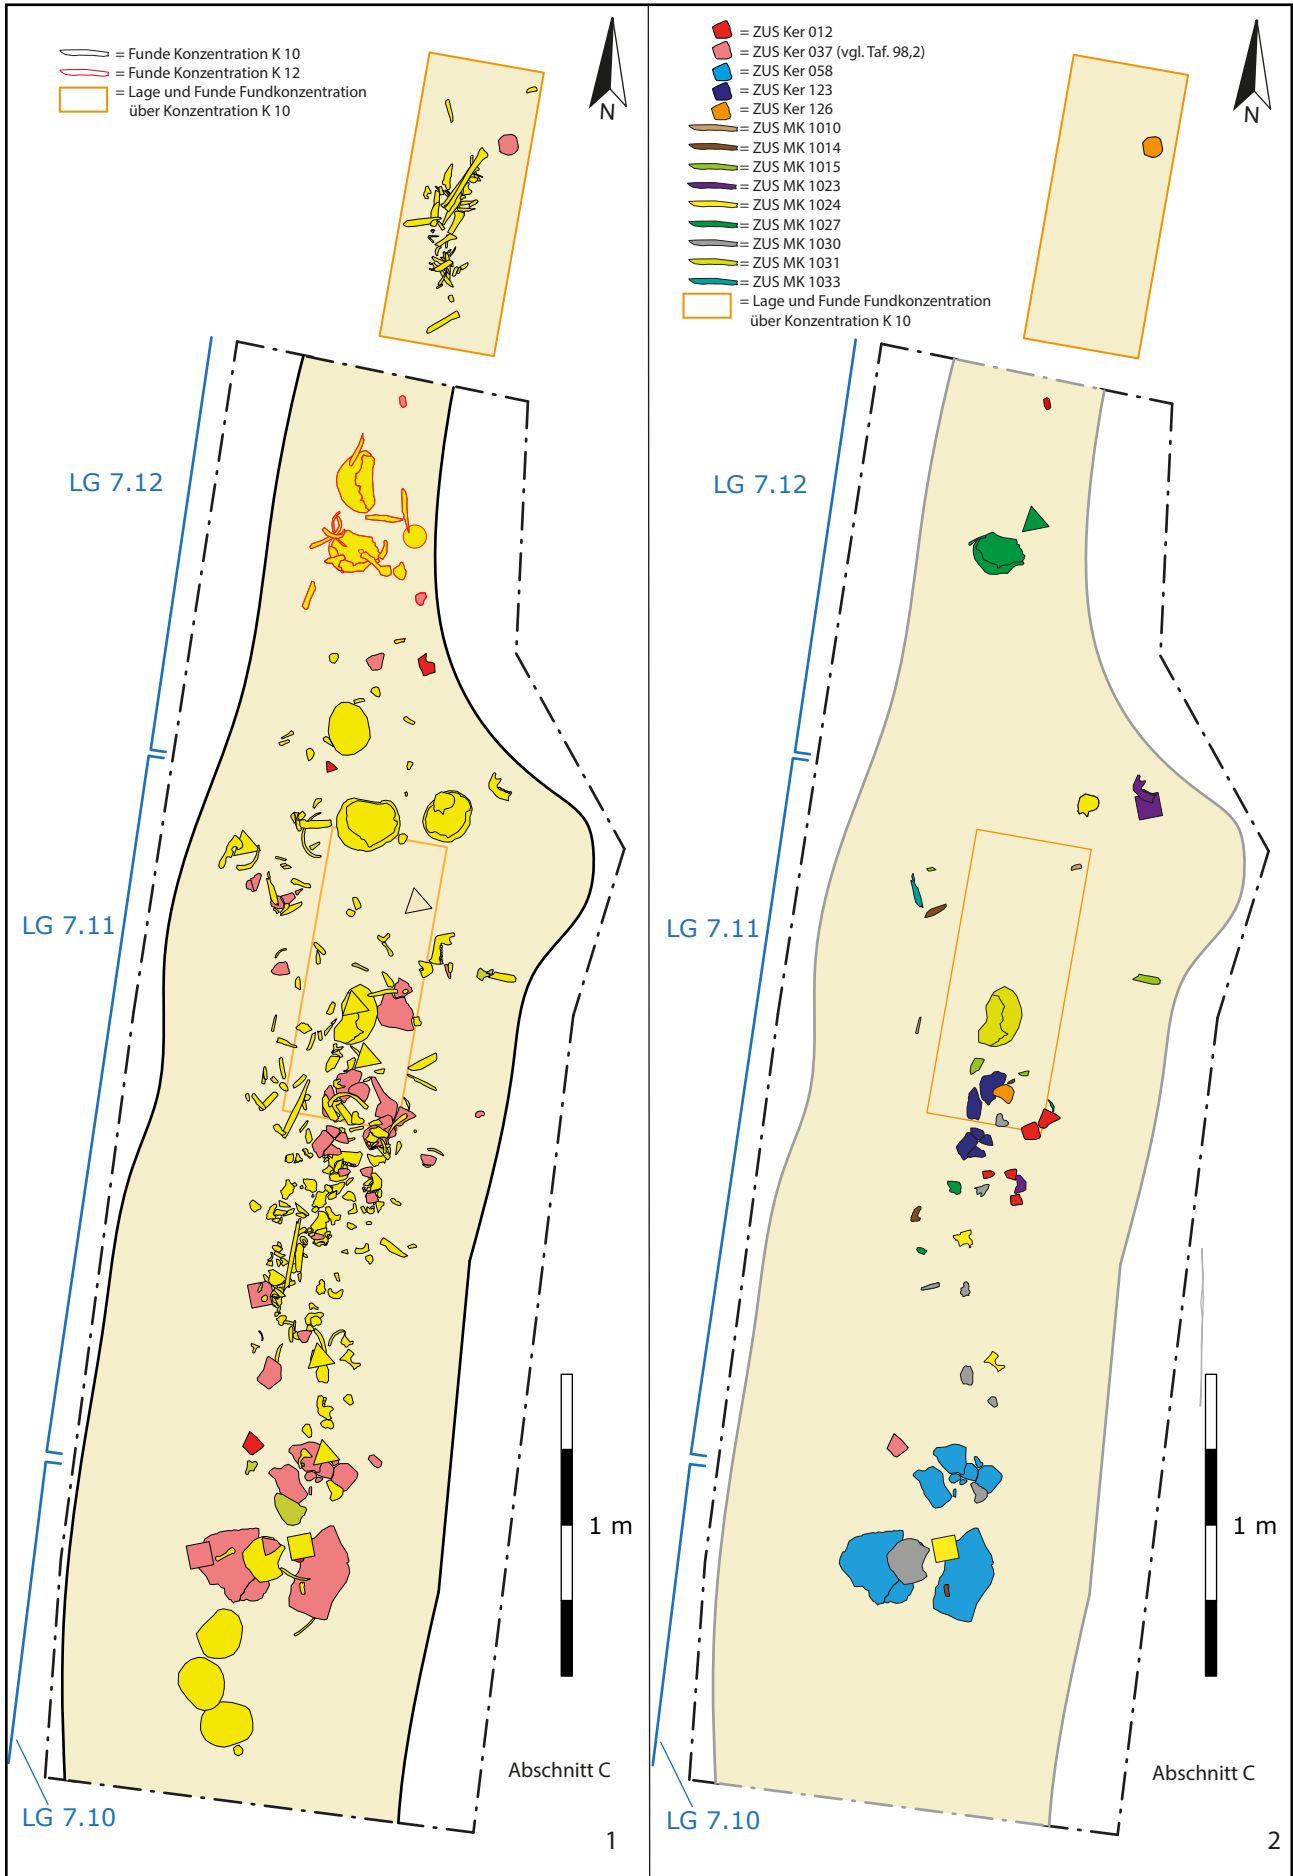 = Funde Konzentration K 10
= Funde Konzentration K 12
= Lage und Funde Fundkonzentration
über Konzentration K 10
N
LG 7.12
LG 7.11
LG 7.10
1 m
Abschnitt C
1
= ZUS Ker 012
= ZUS Ker 037 (vgl. Taf. 98,2)
= ZUS Ker 058
= ZUS Ker 123
= ZUS Ker 126
= ZUS MK 1010
= ZUS MK 1014
= ZUS MK 1015
= ZUS MK 1023
= ZUS MK 1024
= ZUS MK 1027
= ZUS MK 1030
= ZUS MK 1031
= ZUS MK 1033
= Lage und Funde Fundkonzentration
über Konzentration K 10
N
LG 7.12
LG 7.11
LG 7.10
1 m
Abschnitt C
2